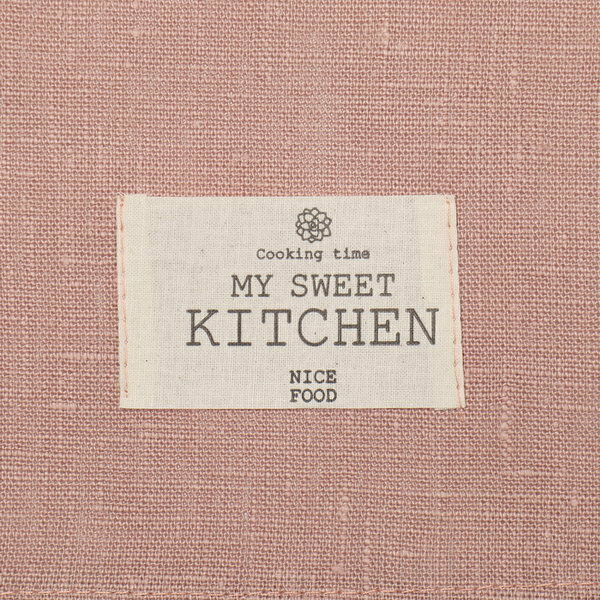 Cooking time
MY SWEET
KITCHEN
NICE
FOOD